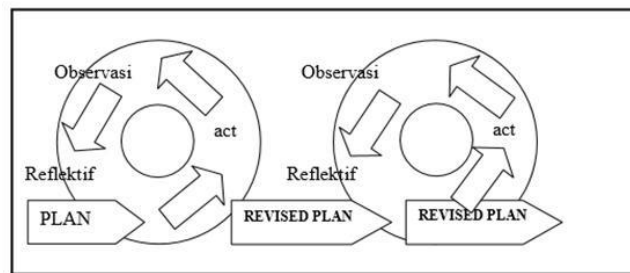 Observasi
act
Reflektif
PLAN
REVISED PLAN
Observasi
act
Reflektif
REVISED PLAN